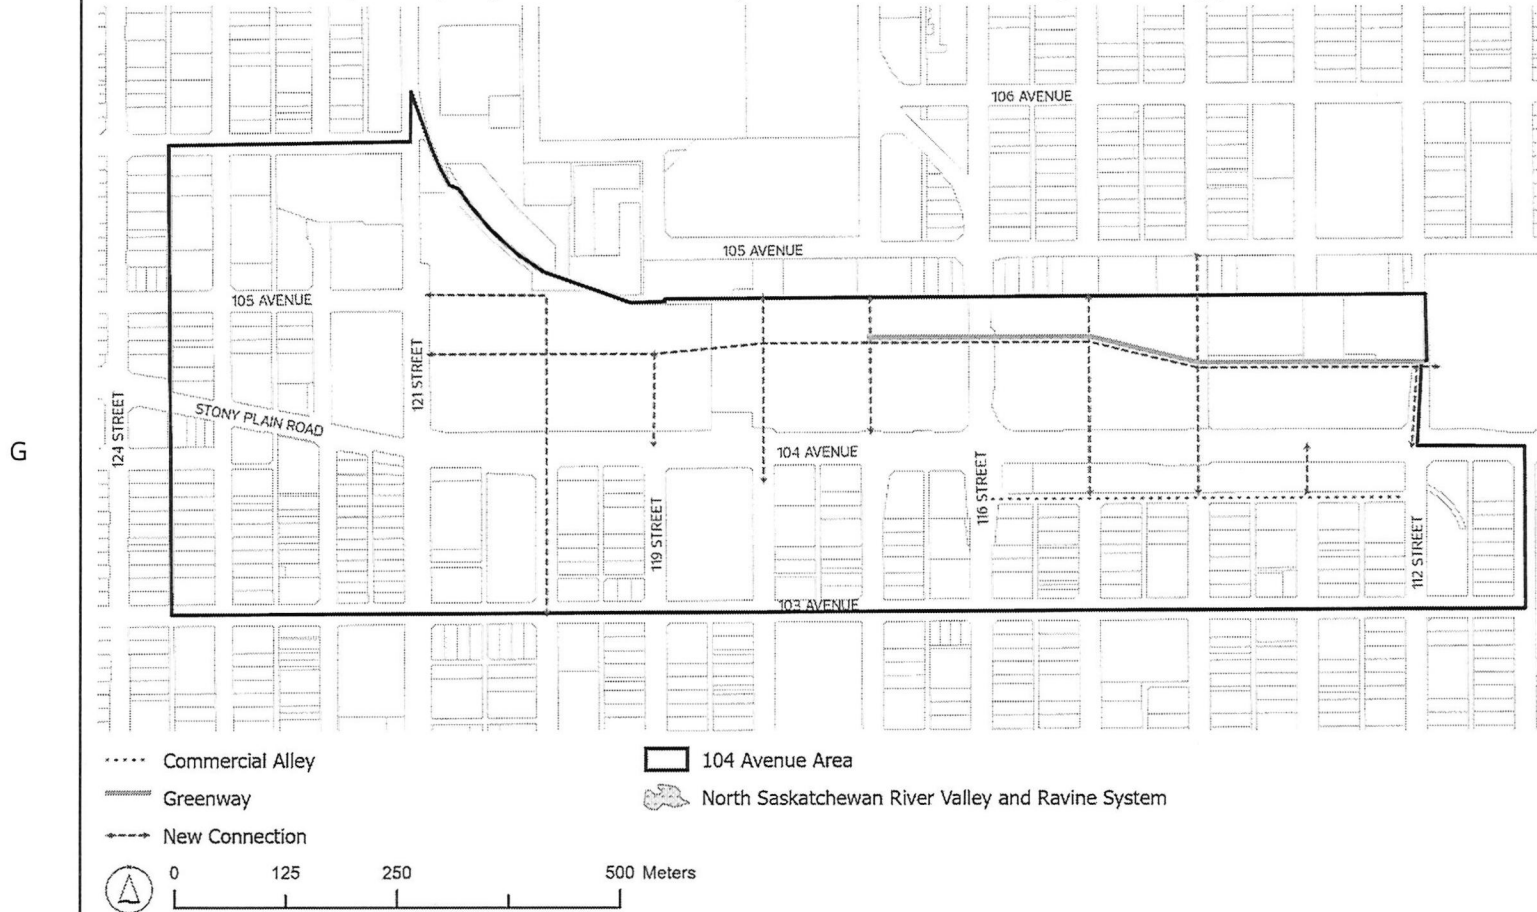 106 AVENUE
105 AVENUE
105 AVENUE
121 STREET
STONY PLAIN ROAD
124 STREET
G
104 AVENUE
116 STREET
119 STREET
112 STREET
103 AVENUE
Commercial Alley
104 Avenue Area
Greenway
North Saskatchewan River Valley and Ravine System
New Connection
0 125 250 500 Meters